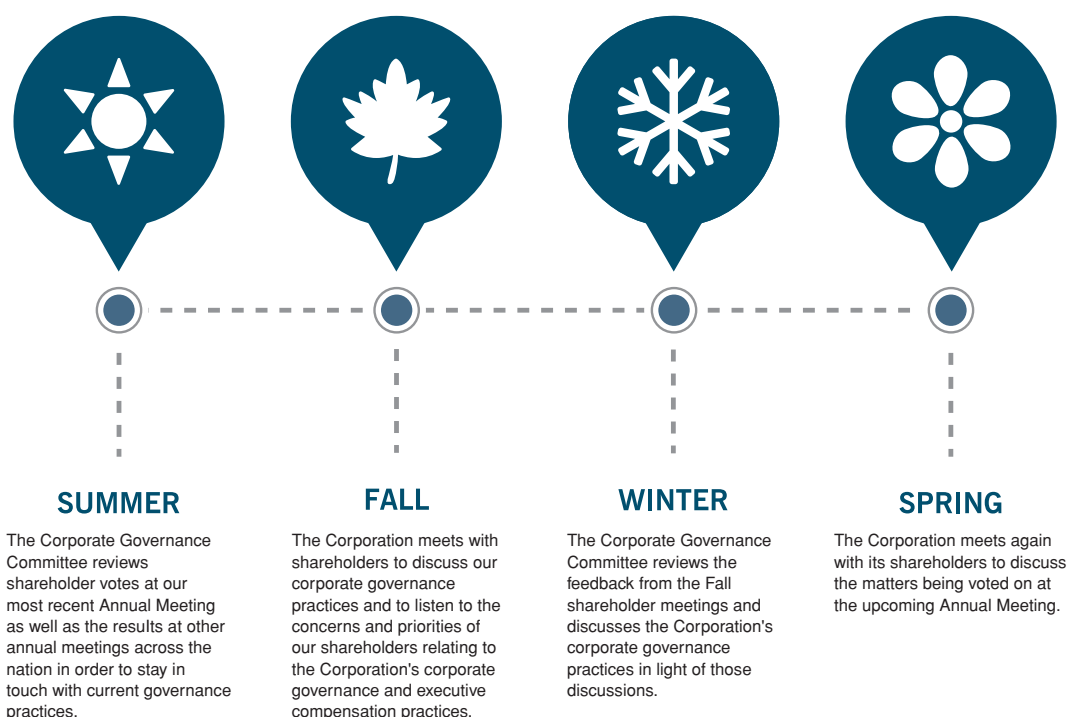 SUMMER
The Corporate Governance
Committee reviews
shareholder votes at our
most recent Annual Meeting
as well as the results at other
annual meetings across the
nation in order to stay in
touch with current governance
practices.
FALL
The Corporation meets with
shareholders to discuss our
corporate governance
practices and to listen to the
concerns and priorities of
our shareholders relating to
the Corporation's corporate
governance and executive
compensation practices.
WINTER
The Corporate Governance
Committee reviews the
feedback from the Fall
shareholder meetings and
discusses the Corporation's
corporate governance
practices in light of those
discussions.
SPRING
The Corporation meets again
with its shareholders to discuss
the matters being voted on at
the upcoming Annual Meeting.